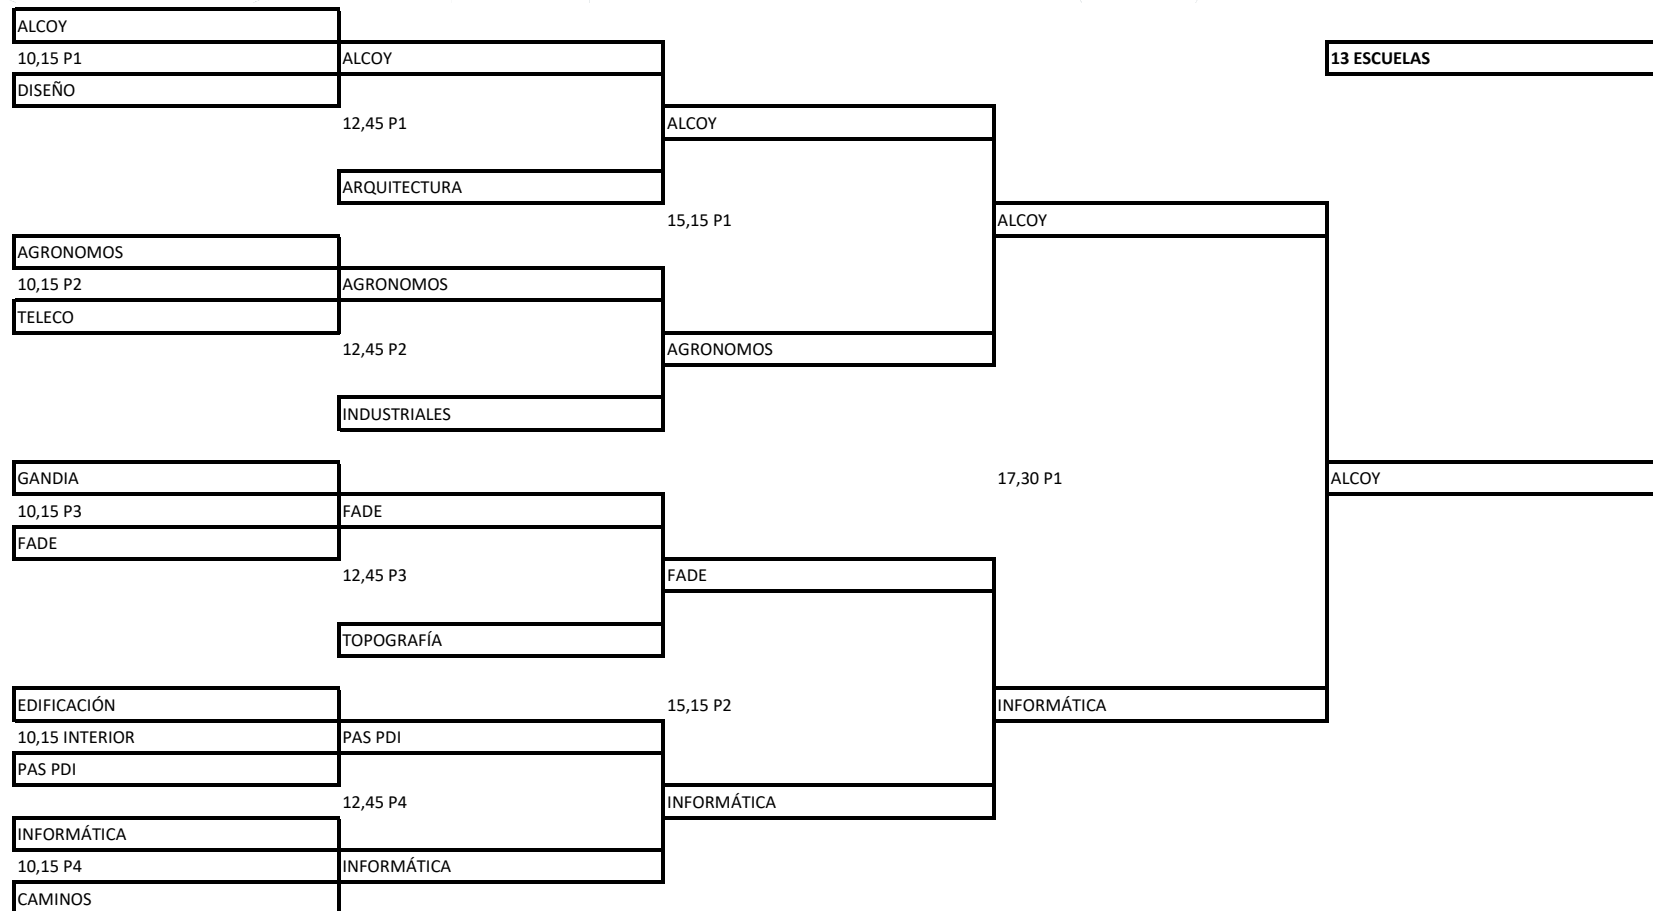 ALCOY
10,15 P1 ALCOY 13 ESCUELAS
DISEÑO
12,45 P1 ALCOY
ARQUITECTURA
15,15 P1 ALCOY
AGRONOMOS
10,15 P2 AGRONOMOS
TELECO
12,45 P2 AGRONOMOS
INDUSTRIALES
GANDIA 17,30 P1 ALCOY
10,15 P3 FADE
FADE
12,45 P3 FADE
TOPOGRAFÍA
EDIFICACIÓN 15,15 P2 INFORMÁTICA
10,15 INTERIOR PAS PDI
PAS PDI
12,45 P4 INFORMÁTICA
INFORMÁTICA
10,15 P4 INFORMÁTICA
CAMINOS